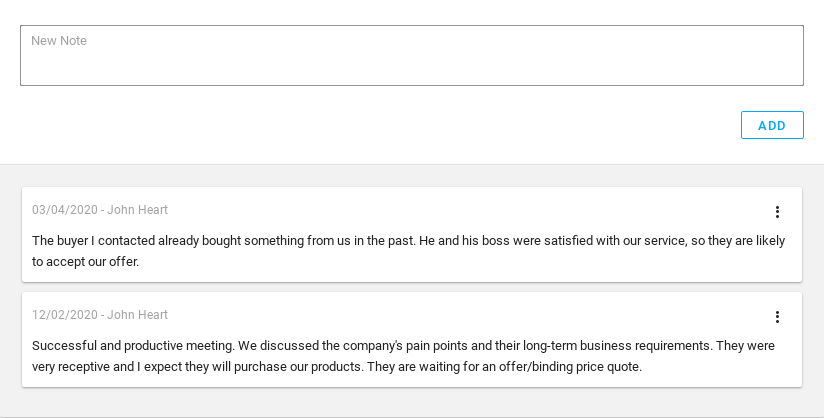 New Note
ADD
03/04/2020 - John Heart
The buyer I contacted already bought something from us in the past. He and his boss were satisfied with our service, so they are likely
to accept our offer.
12/02/2020 - John Heart
Successful and productive meeting. We discussed the company's pain points and their long-term business requirements. They were
very receptive and I expect they will purchase our products. They are waiting for an offer/binding price quote.